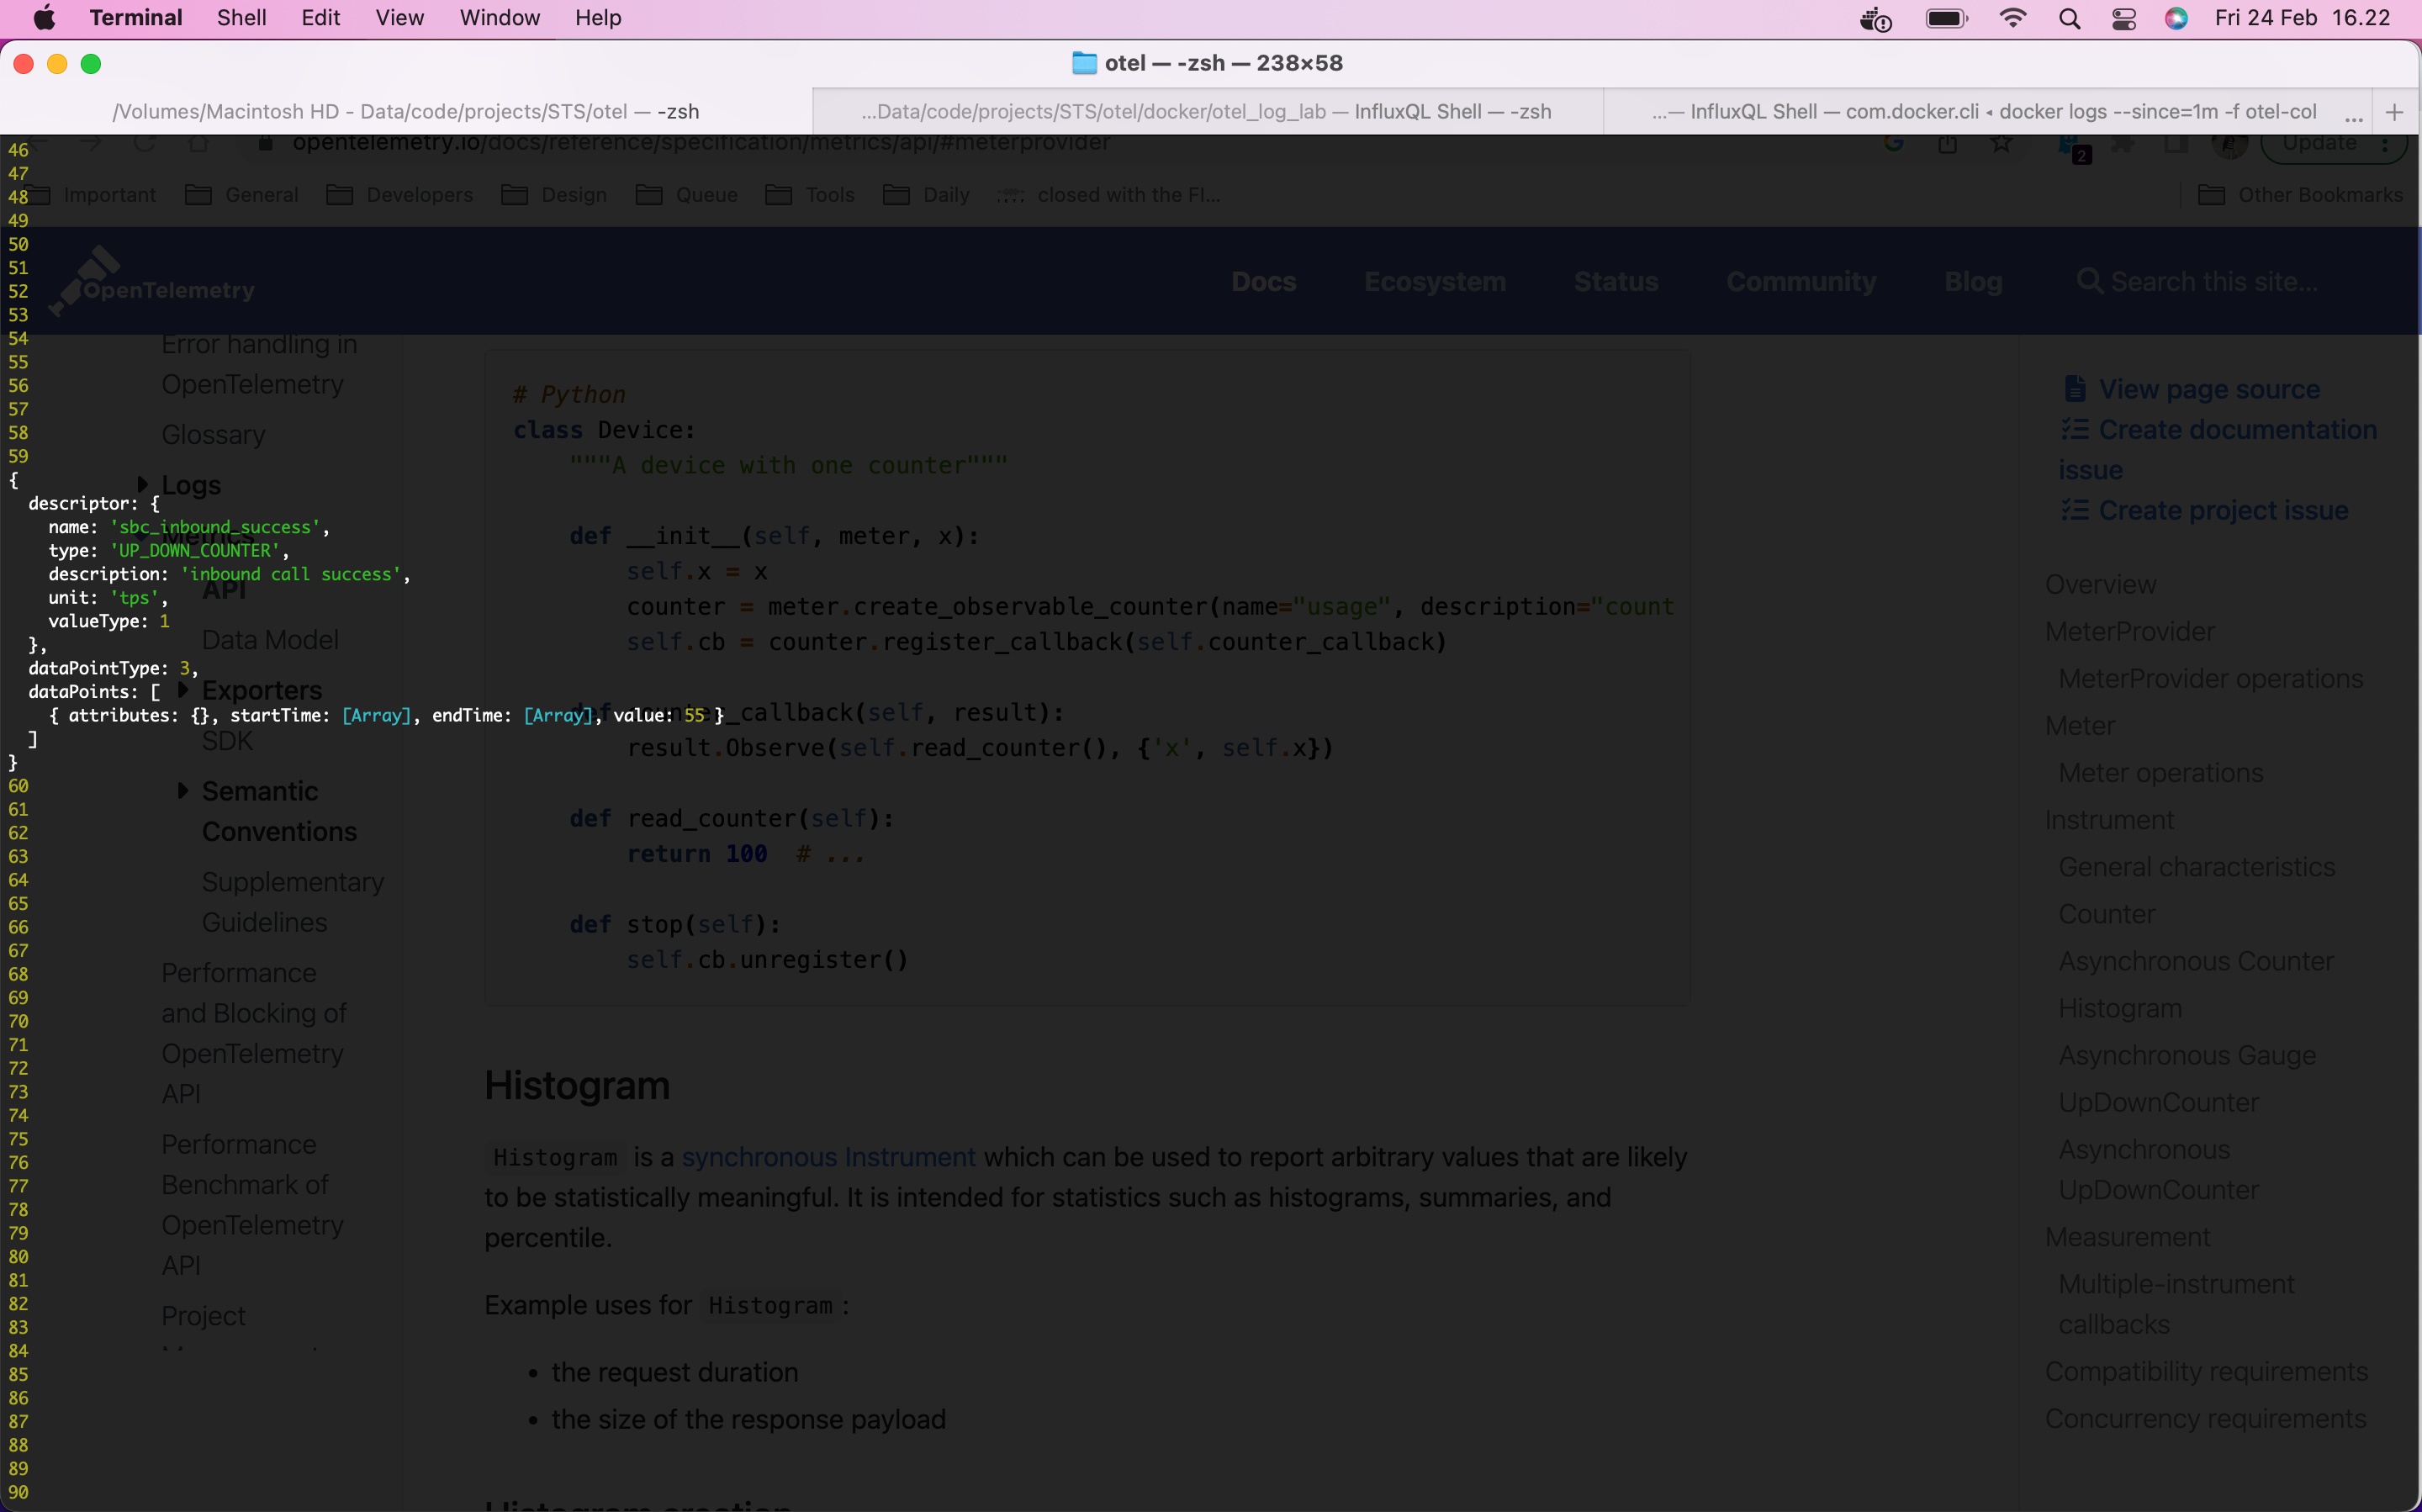 Terminal Shell Edit View Window Help Fri 24 Feb 16.22
otel — -zsh — 238×58
/Volumes/Macintosh HD - Data/code/projects/STS/otel — -zsh
...Data/code/projects/STS/otel/docker/otel_log_lab — InfluxQL Shell — -zsh
...— InfluxQL Shell — com.docker.cli ◂ docker logs --since=1m -f otel-col ... +
opentelemetry.io/docs/reference/specification/metrics/api/#meterprovider
2
Update
Important General Developers Design Queue Tools Daily closed with the Fl... Other Bookmarks
OpenTelemetry
Docs Ecosystem Status Community Blog Search this site...
46
47
48
49
50
51
52
53
54
55
56
57
58
59
{
descriptor: {
name: 'sbc_inbound_success',
type: 'UP_DOWN_COUNTER',
description: 'inbound call success',
unit: 'tps',
valueType: 1
},
dataPointType: 3,
dataPoints: [
{ attributes: {}, startTime: [Array], endTime: [Array], value: 55 }
]
}
60
61
62
63
64
65
66
67
68
69
70
71
72
73
74
75
76
77
78
79
80
81
82
83
84
85
86
87
88
89
90
Error handling in
OpenTelemetry
Glossary
Logs
Metrics
API
Data Model
Exporters
SDK
Semantic
Conventions
Supplementary
Guidelines
Performance
and Blocking of
OpenTelemetry
API
Performance
Benchmark of
OpenTelemetry
API
Project
# Python
class Device:
"""A device with one counter"""
def __init__(self, meter, x):
self.x = x
counter = meter.create_observable_counter(name="usage", description="count
self.cb = counter.register_callback(self.counter_callback)
def counter_callback(self, result):
result.Observe(self.read_counter(), {'x', self.x})
def read_counter(self):
return 100 # ...
def stop(self):
self.cb.unregister()
Histogram
Histogram is a synchronous Instrument which can be used to report arbitrary values that are likely
to be statistically meaningful. It is intended for statistics such as histograms, summaries, and
percentile.
Example uses for Histogram :
• the request duration
• the size of the response payload
Histogram creation
View page source
Create documentation
issue
Create project issue
Overview
MeterProvider
MeterProvider operations
Meter
Meter operations
Instrument
General characteristics
Counter
Asynchronous Counter
Histogram
Asynchronous Gauge
UpDownCounter
Asynchronous
UpDownCounter
Measurement
Multiple-instrument
callbacks
Compatibility requirements
Concurrency requirements